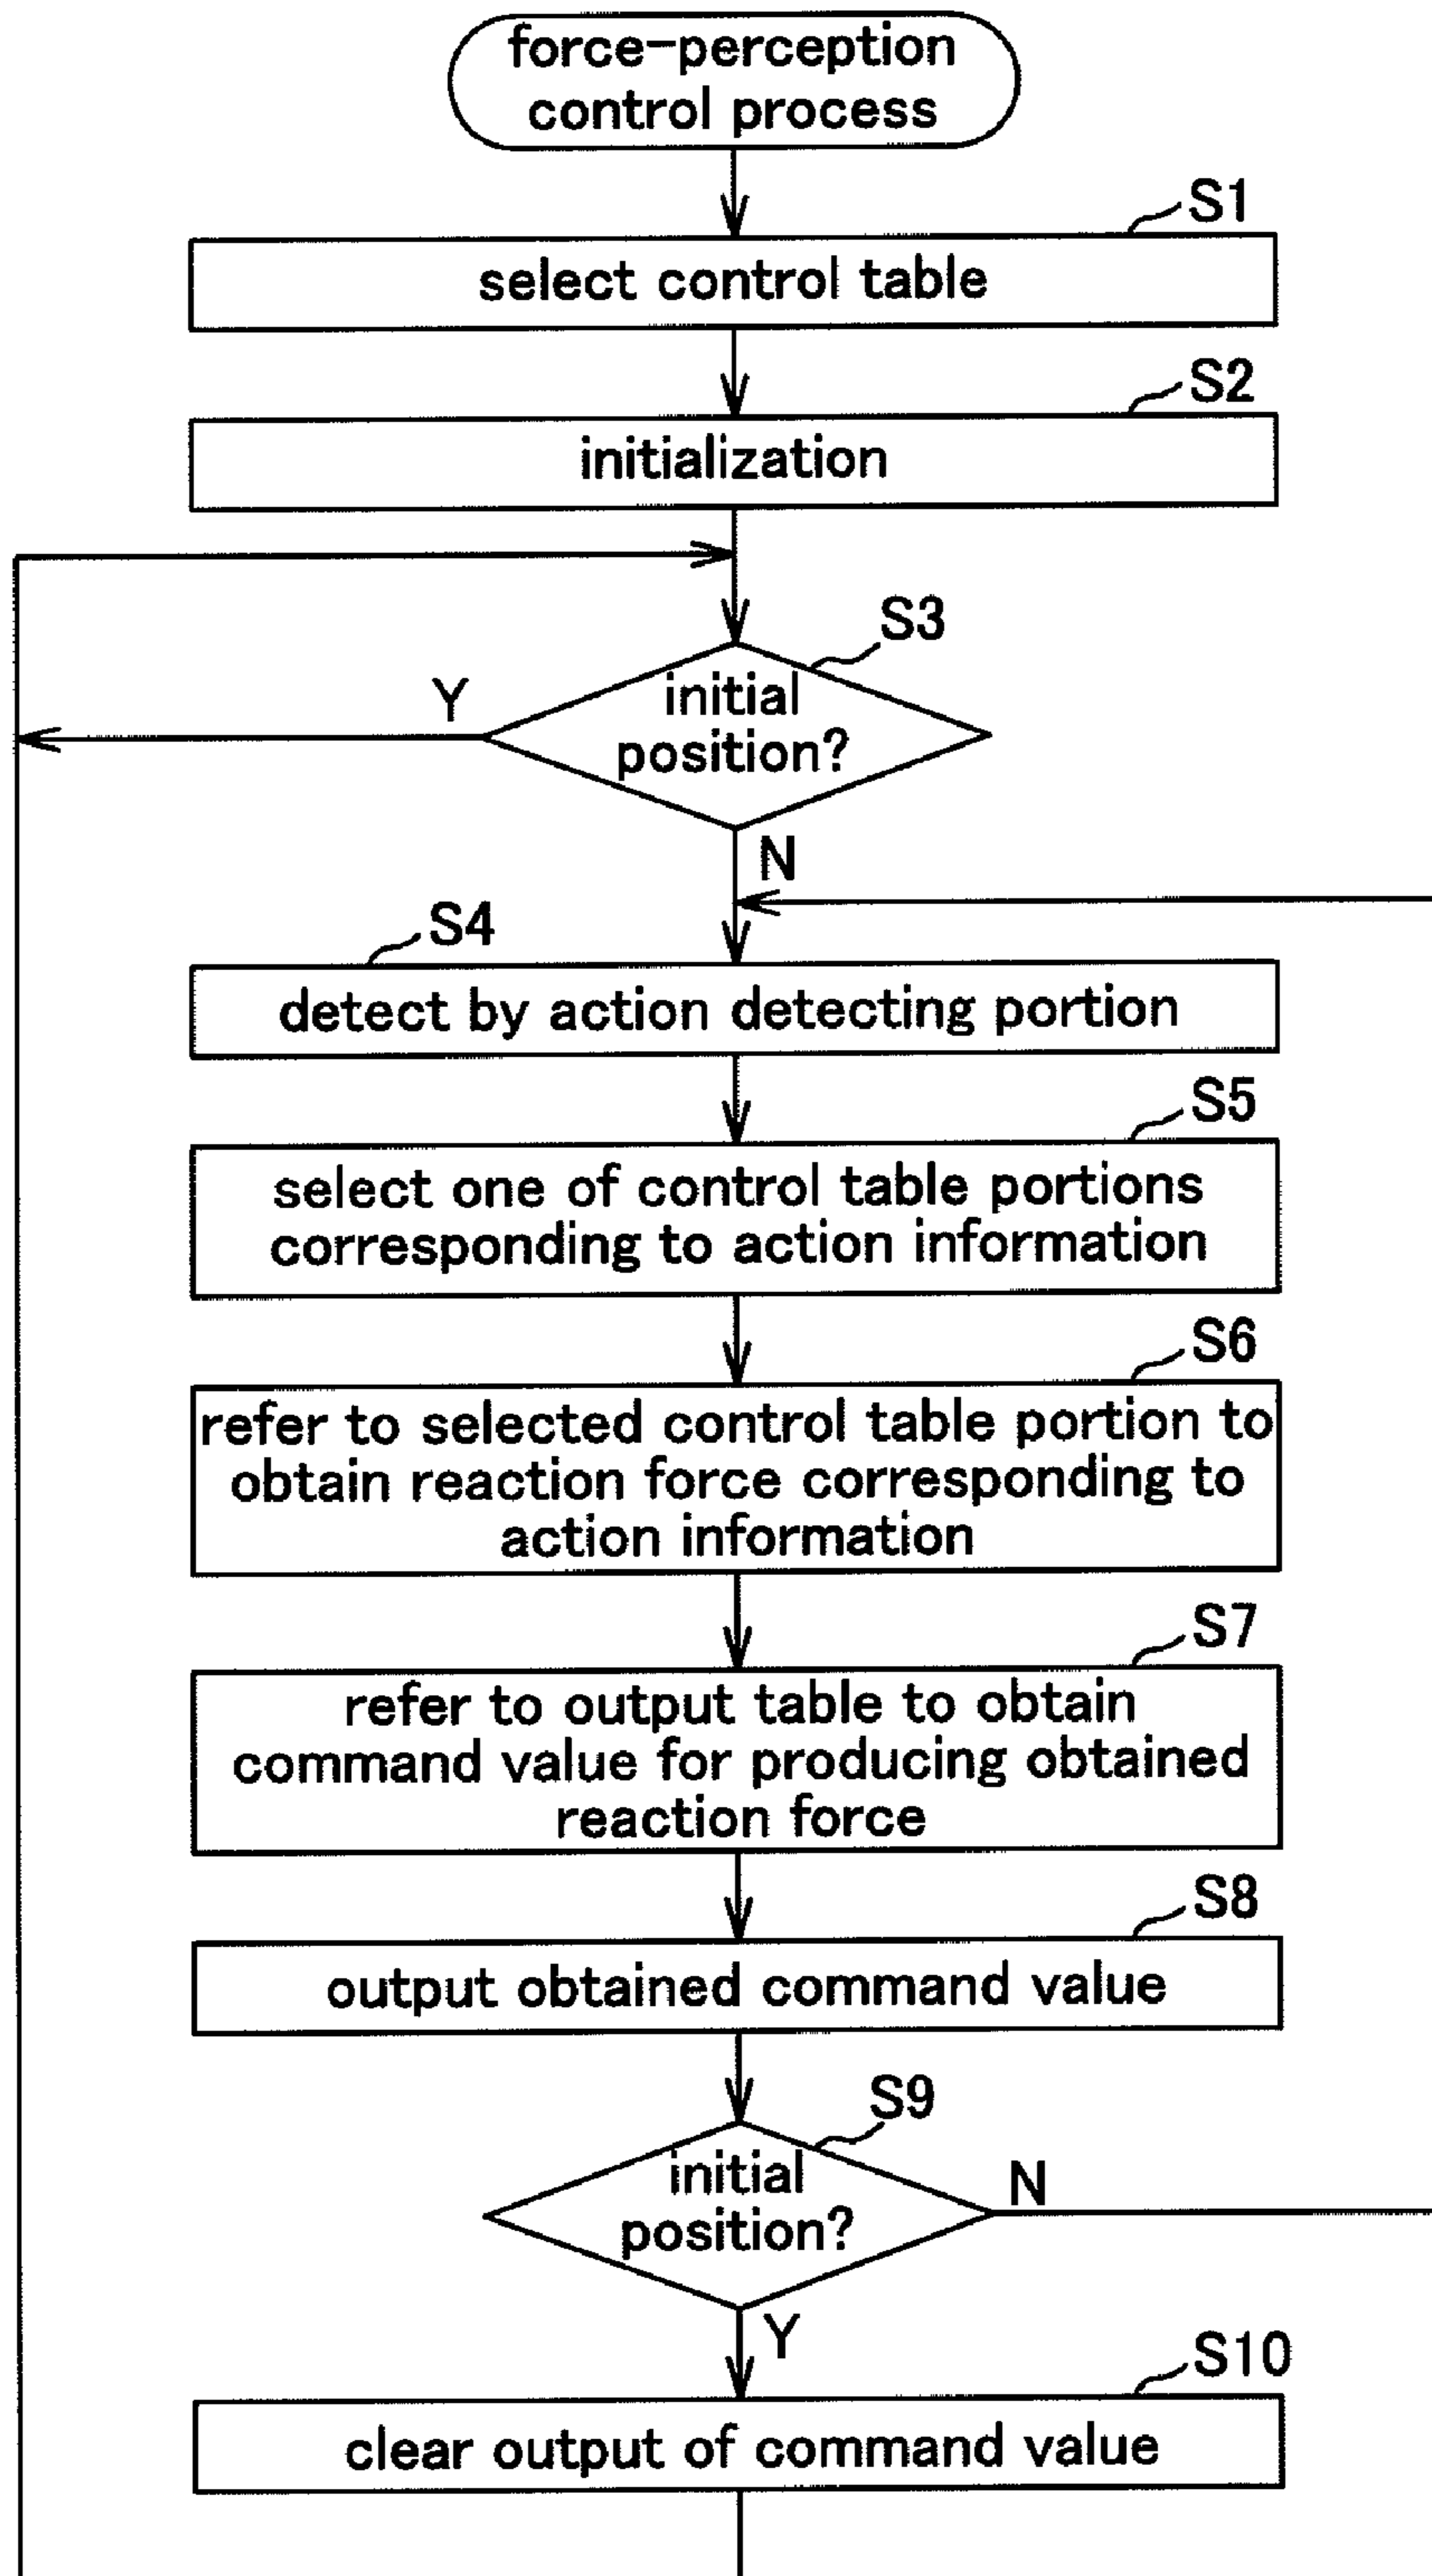 force-perception
control process
S1
select control table
S2
initialization
S3
initial
position?
Y
N
S4
detect by action detecting portion
S5
select one of control table portions
corresponding to action information
S6
refer to selected control table portion to
obtain reaction force corresponding to
action information
S7
refer to output table to obtain
command value for producing obtained
reaction force
S8
output obtained command value
S9
initial
position?
N
Y
S10
clear output of command value